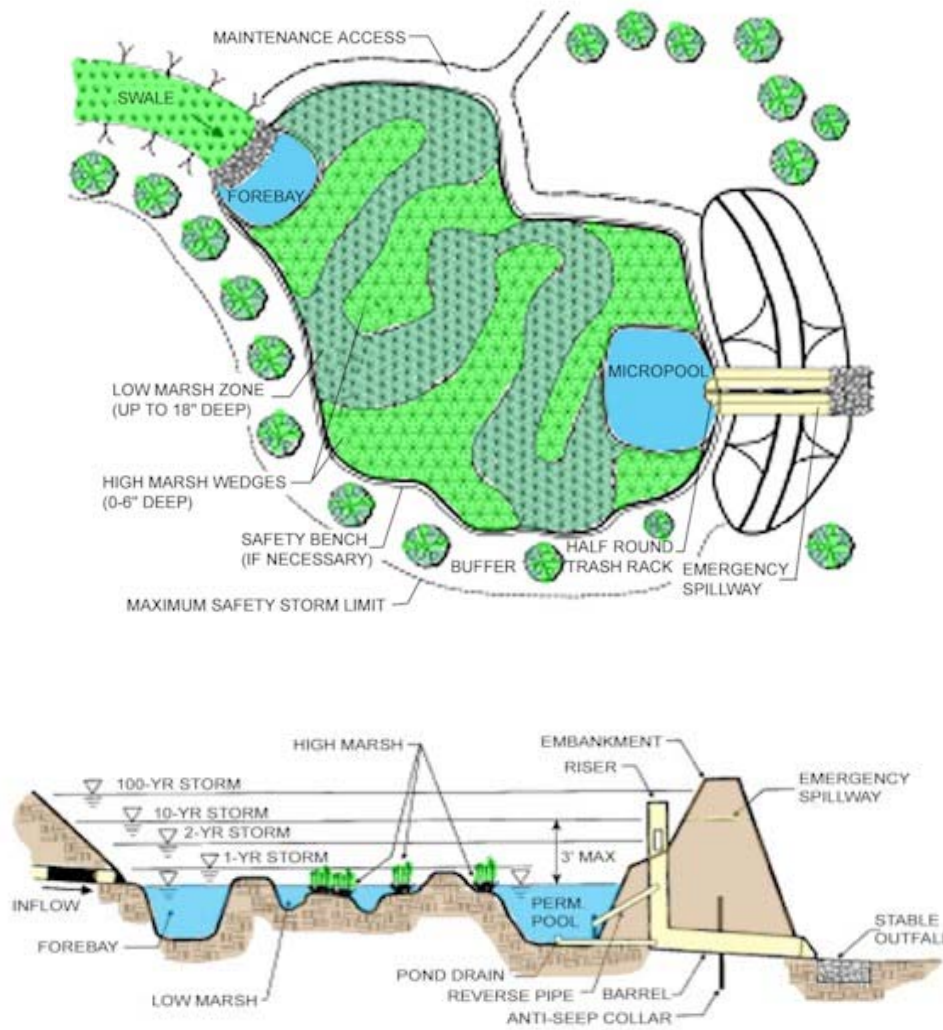 MAINTENANCE ACCESS
SWALE
FOREBAY
MICROPOOL
LOW MARSH ZONE
(UP TO 18" DEEP)
HIGH MARSH WEDGES
(0-6" DEEP)
SAFETY BENCH
(IF NECESSARY)
BUFFER
HALF ROUND
TRASH RACK
EMERGENCY
SPILLWAY
MAXIMUM SAFETY STORM LIMIT
HIGH MARSH
EMBANKMENT
RISER
EMERGENCY
SPILLWAY
100-YR STORM
10-YR STORM
2-YR STORM
1-YR STORM
3' MAX
INFLOW
PERM.
POOL
FOREBAY
STABLE
OUTFALL
LOW MARSH
POND DRAIN
REVERSE PIPE
BARREL
ANTI-SEEP COLLAR